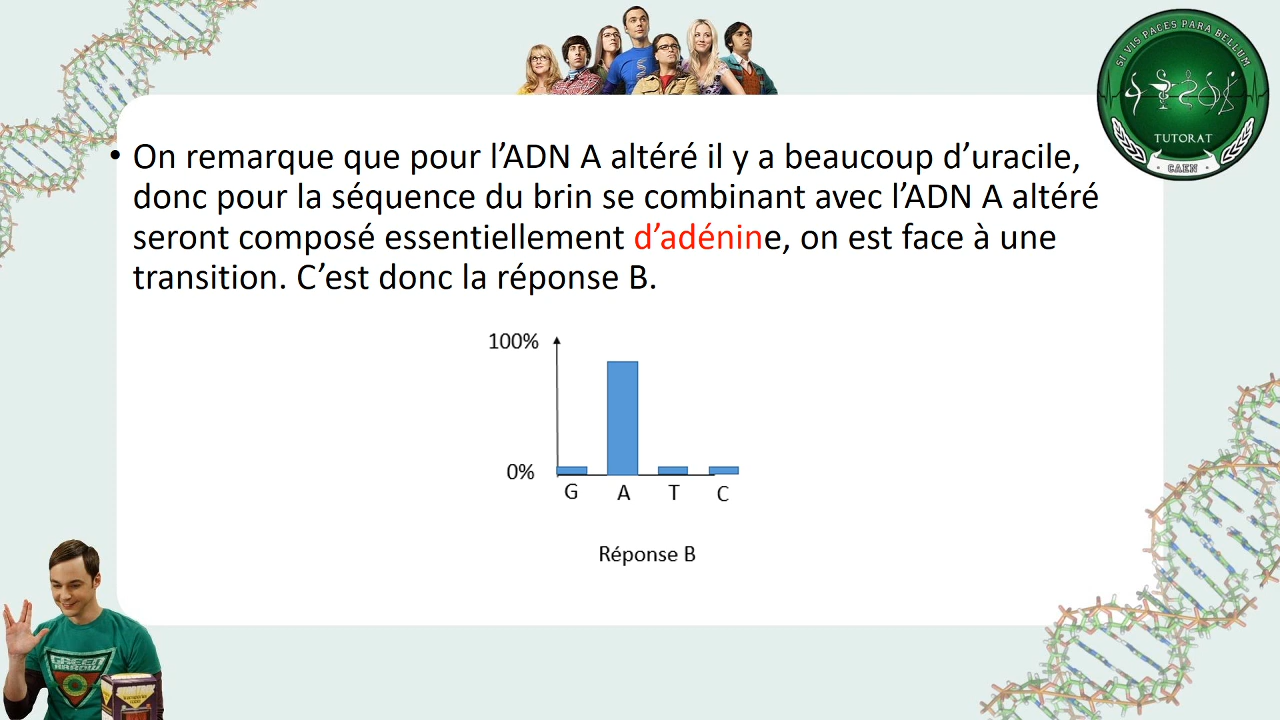 SI VIS PACES PARA BELLUM
TUTORAT
CAEN
• On remarque que pour l’ADN A altéré il y a beaucoup d’uracile,
donc pour la séquence du brin se combinant avec l’ADN A altéré
seront composé essentiellement d’adénine, on est face à une
transition. C’est donc la réponse B.
100%
0%
G A T C
Réponse B
GREEN